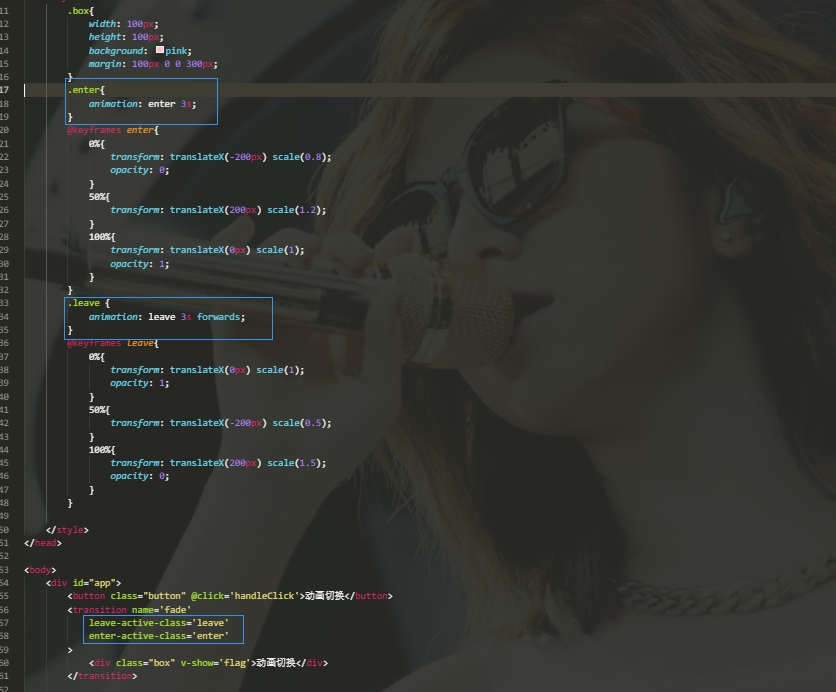 11 .box{
12 width: 100px;
13 height: 100px;
14 background: pink;
15 margin: 100px 0 0 300px;
16 }
17 .enter{
18 animation: enter 3s;
19 }
20 @keyframes enter{
21 0%{
22 transform: translateX(-200px) scale(0.8);
23 opacity: 0;
24 }
25 50%{
26 transform: translateX(200px) scale(1.2);
27 }
28 100%{
29 transform: translateX(0px) scale(1);
30 opacity: 1;
31 }
32 }
33 .leave {
34 animation: leave 3s forwards;
35 }
36 @keyframes leave{
37 0%{
38 transform: translateX(0px) scale(1);
39 opacity: 1;
40 }
41 50%{
42 transform: translateX(-200px) scale(0.5);
43 }
44 100%{
45 transform: translateX(200px) scale(1.5);
46 opacity: 0;
47 }
48 }
49
50 </style>
51 </head>
52
53 <body>
54 <div id="app">
55 <button class="button" @click='handleClick'>动画切换</button>
56 <transition name='fade'
57 leave-active-class='leave'
58 enter-active-class='enter'
59 >
60 <div class="box" v-show='flag'>动画切换</div>
61 </transition>
62